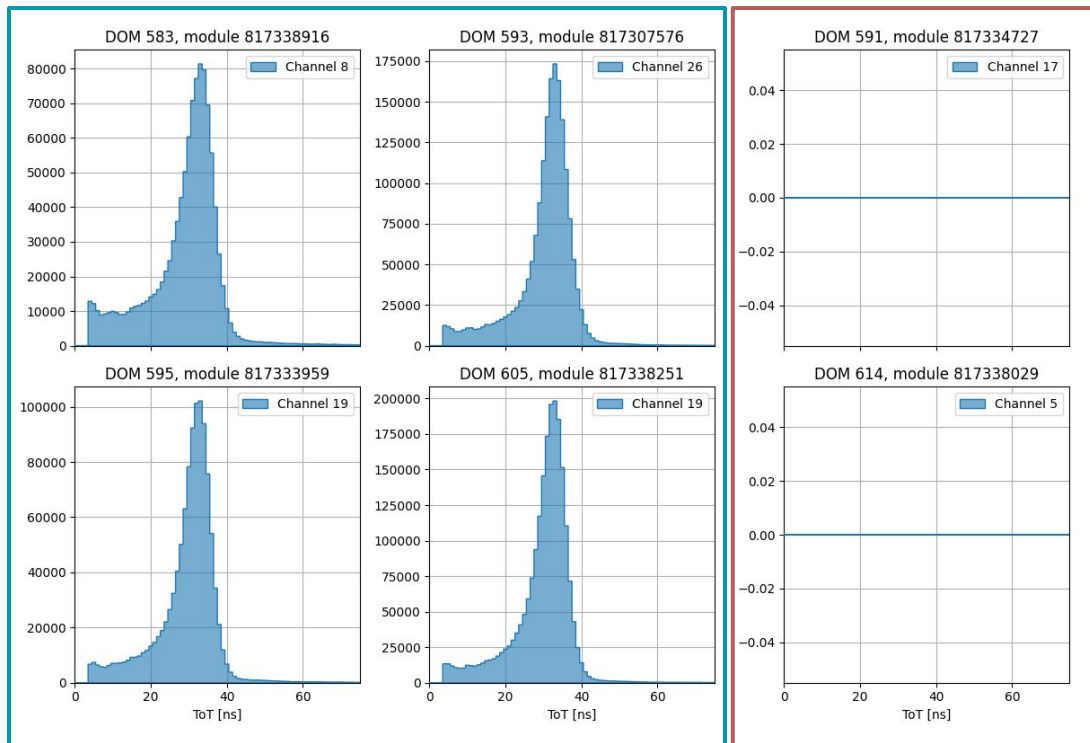 DOM 583, module 817338916
Channel 8
80000
70000
60000
50000
40000
30000
20000
10000
0
DOM 593, module 817307576
Channel 26
175000
150000
125000
100000
75000
50000
25000
0
DOM 591, module 817334727
Channel 17
0.04
0.02
0.00
−0.02
−0.04
DOM 595, module 817333959
Channel 19
100000
80000
60000
40000
20000
0
0 20 40 60
ToT [ns]
DOM 605, module 817338251
Channel 19
200000
175000
150000
125000
100000
75000
50000
25000
0
0 20 40 60
ToT [ns]
DOM 614, module 817338029
Channel 5
0.04
0.02
0.00
−0.02
−0.04
0 20 40 60
ToT [ns]